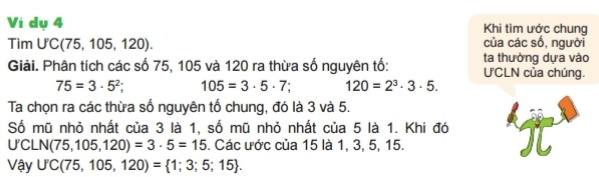 Ví dụ 4
Tìm ƯC(75, 105, 120).
Giải. Phân tích các số 75, 105 và 120 ra thừa số nguyên tố:
75 = 3 · 5²; 105 = 3 · 5 · 7; 120 = 2³ · 3 · 5.
Ta chọn ra các thừa số nguyên tố chung, đó là 3 và 5.
Số mũ nhỏ nhất của 3 là 1, số mũ nhỏ nhất của 5 là 1. Khi đó
ƯCLN(75,105,120) = 3 · 5 = 15. Các ước của 15 là 1, 3, 5, 15.
Vậy ƯC(75, 105, 120) = {1; 3; 5; 15}.
Khi tìm ước chung
của các số, người
ta thường dựa vào
ƯCLN của chúng.